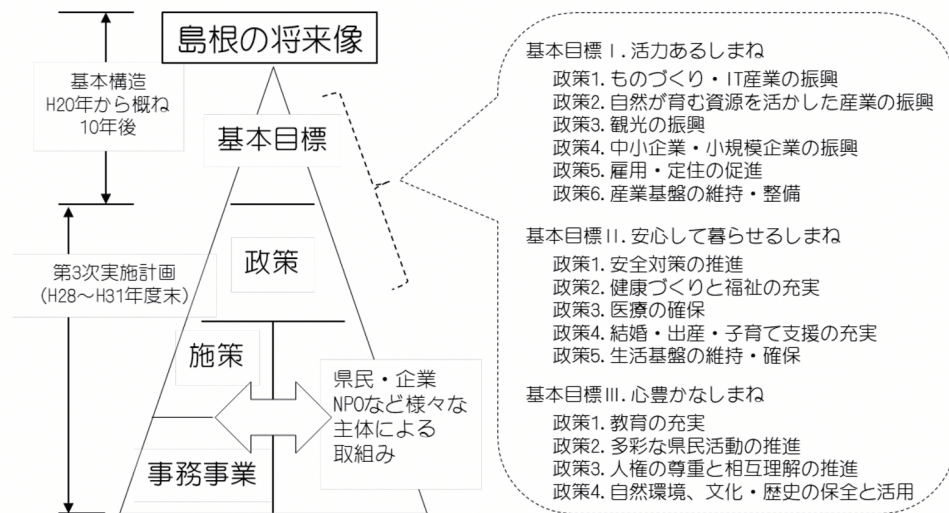 島根の将来像
基本構造
H20年から概ね
10年後
基本目標
第3次実施計画
(H28～H31年度末)
政策
施策
県民・企業
NPOなど様々な
主体による
取組み
事務事業
基本目標Ⅰ.活力あるしまね
政策1.ものづくり・IT産業の振興
政策2.自然が育む資源を活かした産業の振興
政策3.観光の振興
政策4.中小企業・小規模企業の振興
政策5.雇用・定住の促進
政策6.産業基盤の維持・整備
基本目標Ⅱ.安心して暮らせるしまね
政策1.安全対策の推進
政策2.健康づくりと福祉の充実
政策3.医療の確保
政策4.結婚・出産・子育て支援の充実
政策5.生活基盤の維持・確保
基本目標Ⅲ.心豊かなしまね
政策1.教育の充実
政策2.多彩な県民活動の推進
政策3.人権の尊重と相互理解の推進
政策4.自然環境、文化・歴史の保全と活用